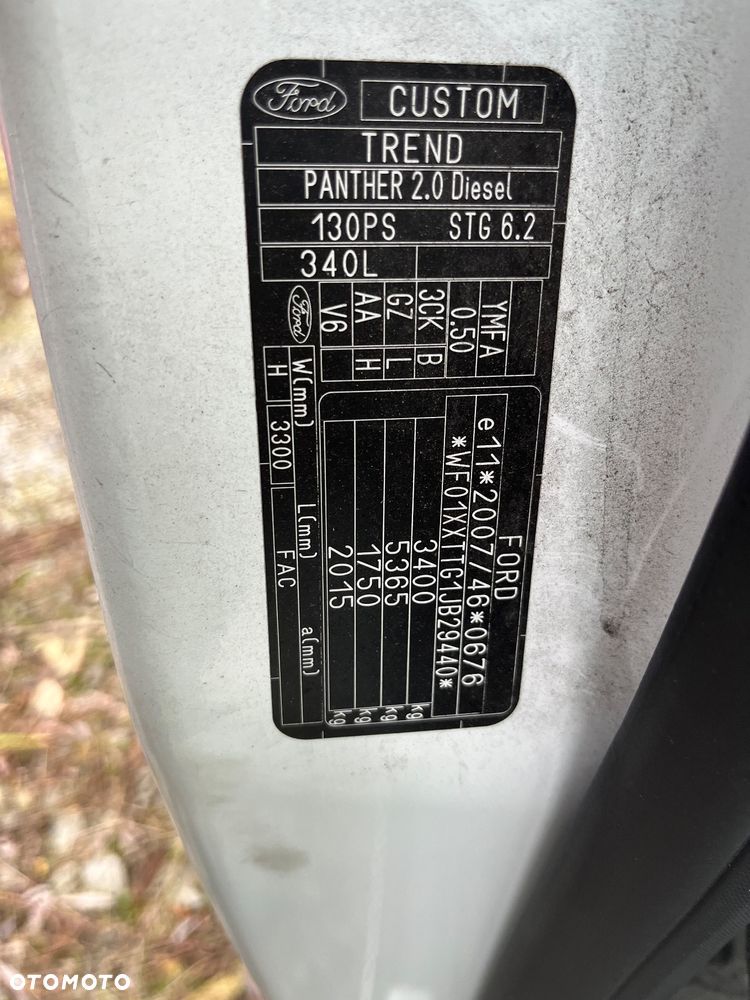 Ford CUSTOM
TREND
PANTHER 2.0 Diesel
130PS STG 6.2
340L
YMFA
0.50
3CK B
GZ L
AA H
V6
Ford
FORD
e11*2007/46*0676
*WF01XXTTG1JB29440*
3400 kg
5365 kg
1750 kg
2015 kg
W(mm) L(mm) a(mm)
H 3300 FAC
OTOMOTO